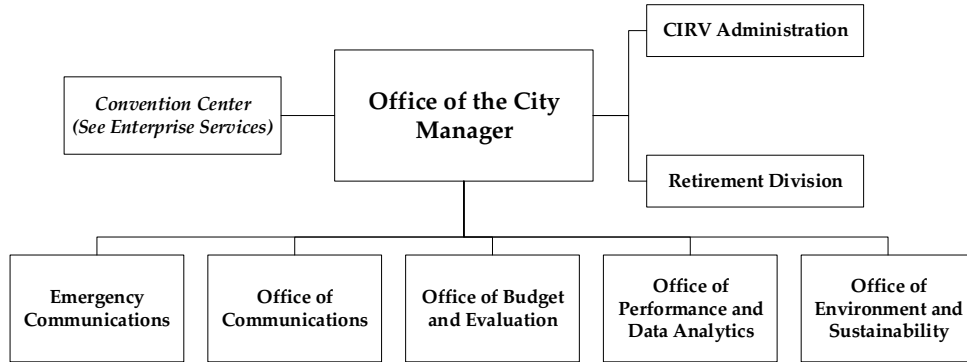 CIRV Administration
Convention Center
(See Enterprise Services)
Office of the City
Manager
Retirement Division
Emergency
Communications
Office of
Communications
Office of Budget
and Evaluation
Office of
Performance and
Data Analytics
Office of
Environment and
Sustainability